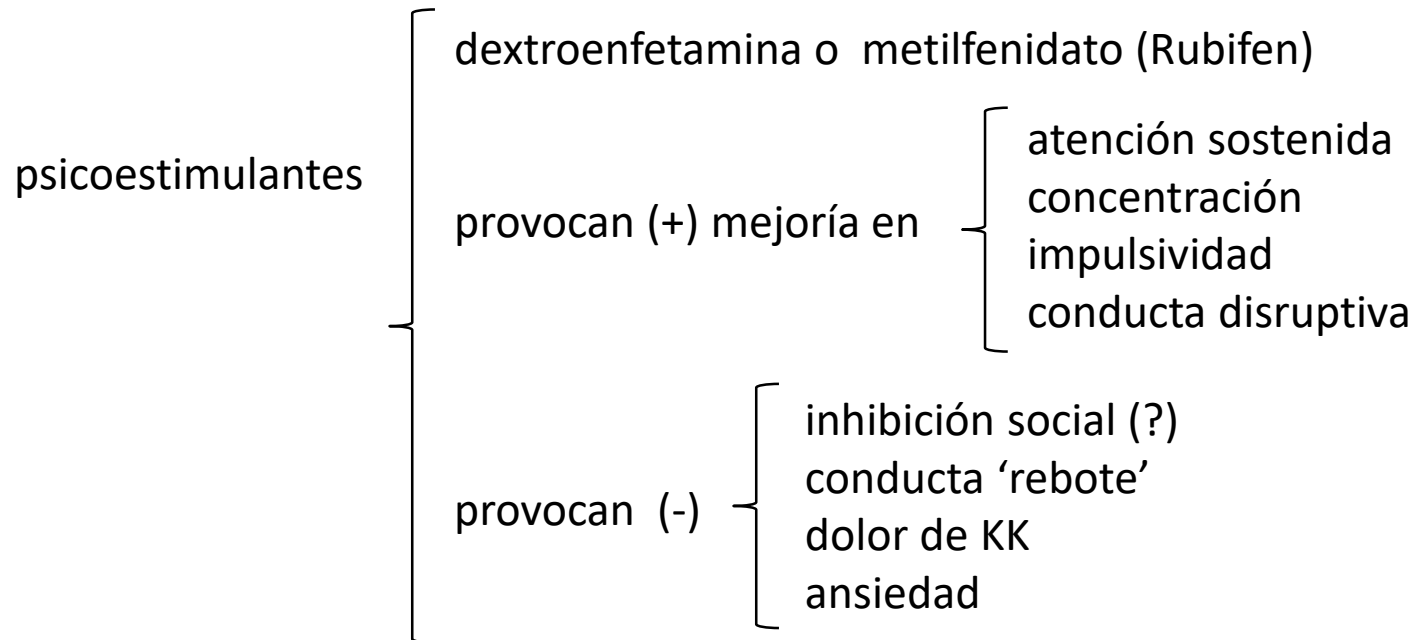 psicoestimulantes
dextroenfetamina o metilfenidato (Rubifen)
provocan (+) mejoría en
atención sostenida
concentración
impulsividad
conducta disruptiva
provocan (-)
inhibición social (?)
conducta ‘rebote’
dolor de KK
ansiedad